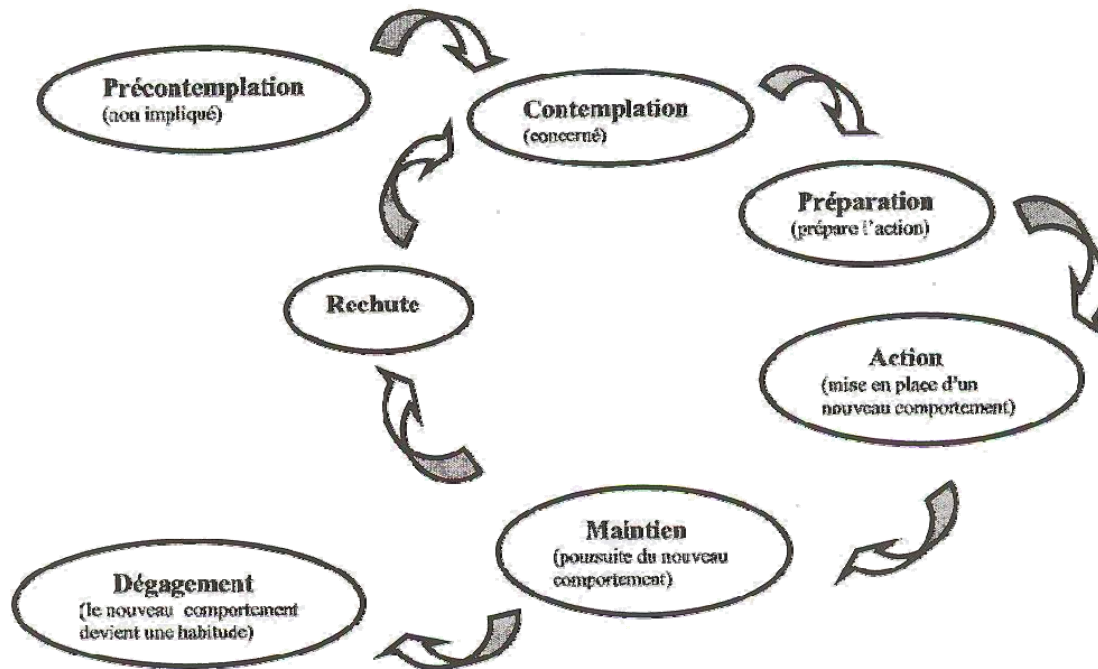 Précontemplation
(non impliqué)
Contemplation
(concerné)
Préparation
(prépare l'action)
Action
(mise en place d'un
nouveau comportement)
Maintien
(poursuite du nouveau
comportement)
Rechute
Dégagement
(le nouveau comportement
devient une habitude)